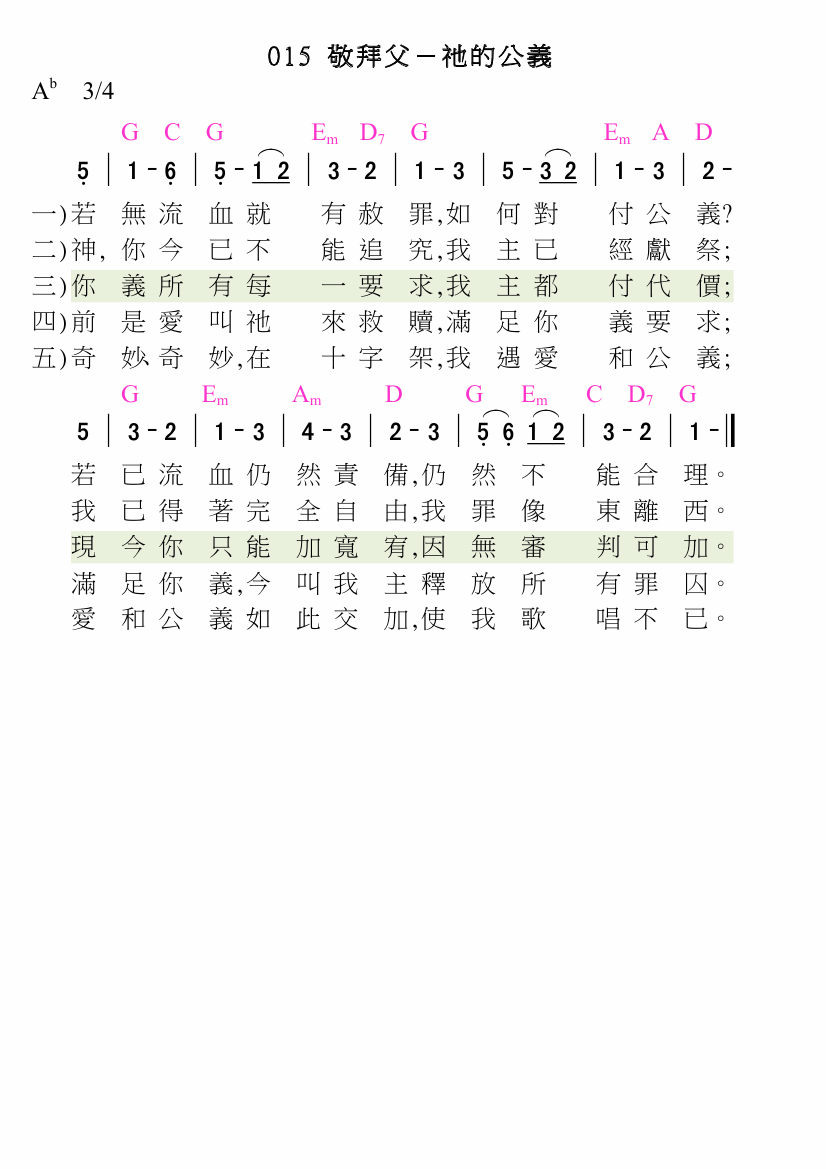 015 敬拜父－祂的公義
A♭ 3/4
G C G Em D7 G Em A D
5 | 1 - 6 | 5 - 1 2 | 3 - 2 | 1 - 3 | 5 - 3 2 | 1 - 3 | 2 -
一)若 無流 血就 有赦 罪,如 何對 付公 義?
二)神, 你今 已不 能追 究,我 主已 經獻 祭;
三)你 義所 有每 一要 求,我 主都 付代 價;
四)前 是愛 叫祂 來救 贖,滿 足你 義要 求;
五)奇 妙、奇 妙,在 十字 架,我 遇愛 和公 義;
G Em Am D G Em C D7 G
5 | 3 - 2 | 1 - 3 | 4 - 3 | 2 - 3 | 5 6 1 2 | 3 - 2 | 1 - ‖
若 已流 血仍 然責 備,仍 然不 能合 理。
我 已得 著完 全自 由,我 罪像 東離 西。
現 今你 只能 加寬 宥,因 無審 判可 加。
滿 足你 義,今 叫我 主釋 放所 有罪 囚。
愛 和公 義如 此交 加,使 我歌 唱不 已。